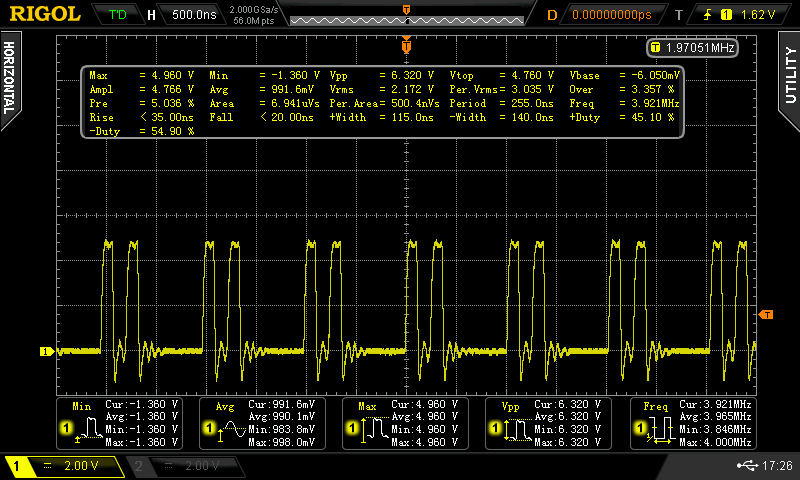 RIGOL T'D H 500.0ns 2.000GSa/s 56.0M pts D 0.00000000ps T 1 1.62 V
HORIZONTAL
UTILITY
T 1.97051MHz
Max = 4.960 V Min = -1.360 V Vpp = 6.320 V Vtop = 4.760 V Vbase = -6.050mV
Ampl = 4.766 V Avg = 991.6mV Vrms = 2.172 V Per.Vrms= 3.035 V Over = 3.357 %
Pre = 5.036 % Area = 6.941uVs Per.Area= 500.4nVs Period = 255.0ns Freq = 3.921MHz
Rise < 35.00ns Fall < 20.00ns +Width = 115.0ns -Width = 140.0ns +Duty = 45.10 %
-Duty = 54.90 %
T
T
1
Min Cur:-1.360 V
Avg:-1.360 V
1 Min:-1.360 V
Max:-1.360 V
Avg Cur:991.6mV
Avg:990.1mV
1 Min:983.8mV
Max:998.0mV
Max Cur:4.960 V
Avg:4.960 V
1 Min:4.960 V
Max:4.960 V
Vpp Cur:6.320 V
Avg:6.320 V
1 Min:6.320 V
Max:6.320 V
Freq Cur:3.921MHz
Avg:3.965MHz
1 Min:3.846MHz
Max:4.000MHz
1 2.00 V 2 2.00 V 17:26